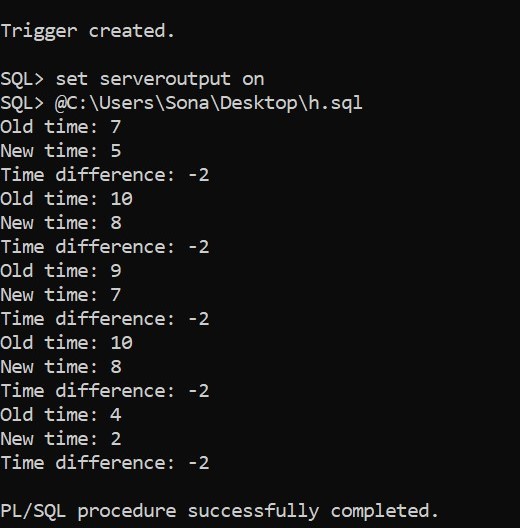 Trigger created.
SQL> set serveroutput on
SQL> @C:\Users\Sona\Desktop\h.sql
Old time: 7
New time: 5
Time difference: -2
Old time: 10
New time: 8
Time difference: -2
Old time: 9
New time: 7
Time difference: -2
Old time: 10
New time: 8
Time difference: -2
Old time: 4
New time: 2
Time difference: -2
PL/SQL procedure successfully completed.